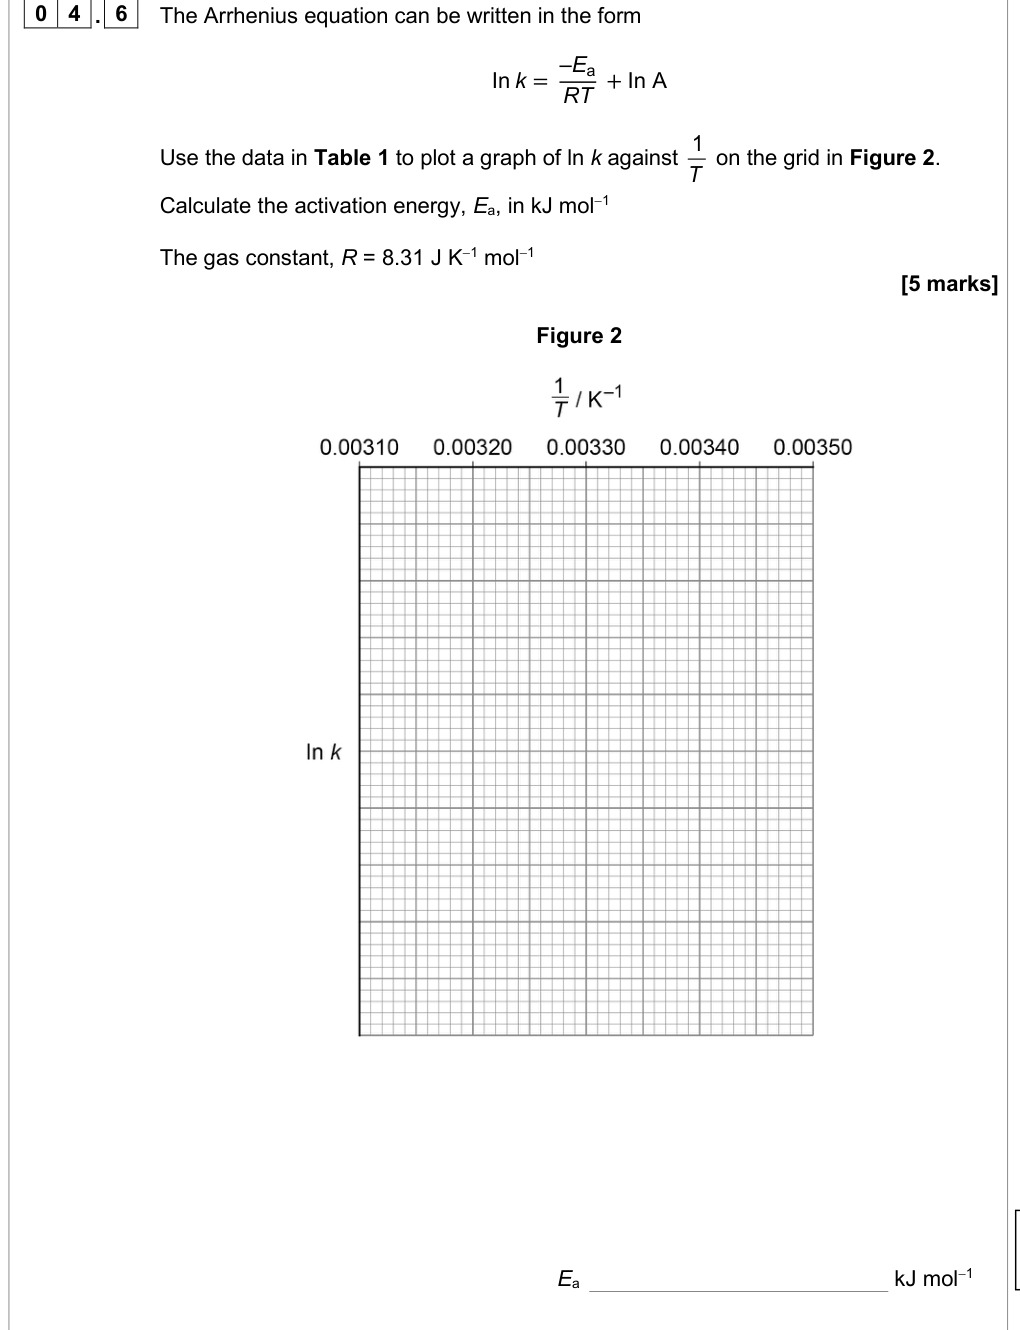 0 4 . 6 The Arrhenius equation can be written in the form
ln k = –Ea/RT + ln A
Use the data in Table 1 to plot a graph of ln k against 1/T on the grid in Figure 2.
Calculate the activation energy, Ea, in kJ mol⁻¹
The gas constant, R = 8.31 J K⁻¹ mol⁻¹
[5 marks]
Figure 2
1/T / K⁻¹
0.00310 0.00320 0.00330 0.00340 0.00350
ln k
Ea kJ mol⁻¹